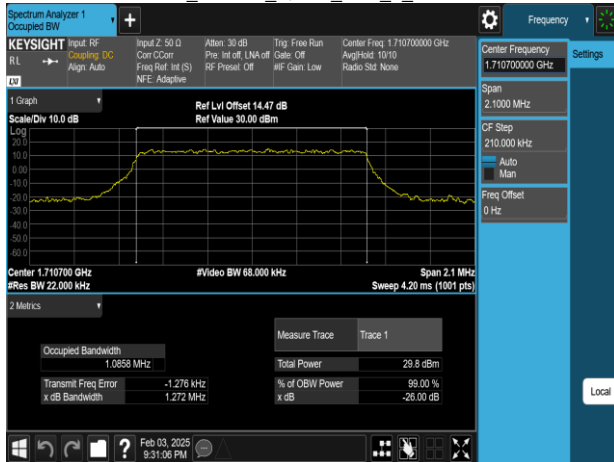 Spectrum Analyzer 1
Occupied BW
Frequency
KEYSIGHT
RL
LXI
Input: RF
Coupling: DC
Align: Auto
Input Z: 50 Ω
Corr CCorr
Freq Ref: Int (S)
NFE: Adaptive
Atten: 30 dB
Pre: Int off, LNA off
RF Preset: Off
Trig: Free Run
Gate: Off
#IF Gain: Low
Center Freq: 1.710700000 GHz
Avg|Hold: 10/10
Radio Std: None
Center Frequency
1.710700000 GHz
Settings
Span
2.1000 MHz
CF Step
210.000 kHz
Auto
Man
Freq Offset
0 Hz
Local
1 Graph
Scale/Div 10.0 dB
Ref Lvl Offset 14.47 dB
Ref Value 30.00 dBm
Log
20.0
10.0
0.00
-10.0
-20.0
-30.0
-40.0
-50.0
-60.0
Center 1.710700 GHz
#Video BW 68.000 kHz
Span 2.1 MHz
#Res BW 22.000 kHz
Sweep 4.20 ms (1001 pts)
2 Metrics
Measure Trace
Trace 1
Occupied Bandwidth
1.0858 MHz
Total Power
29.8 dBm
Transmit Freq Error
-1.276 kHz
% of OBW Power
99.00 %
x dB Bandwidth
1.272 MHz
x dB
-26.00 dB
?
Feb 03, 2025
9:31:06 PM